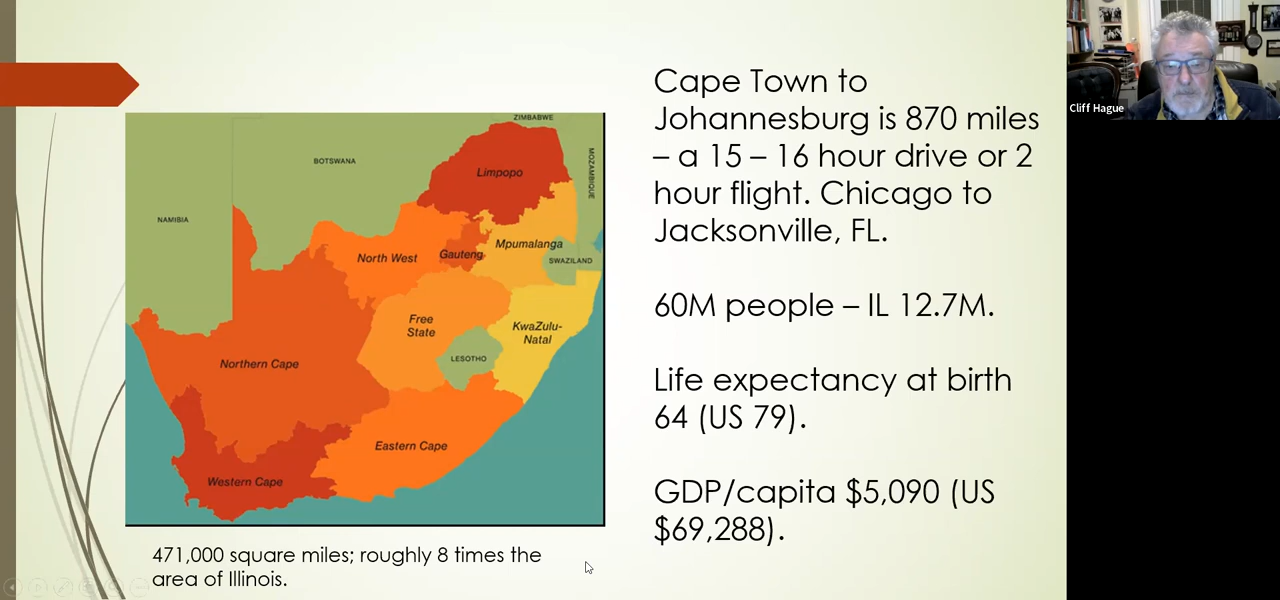 Cape Town to
Johannesburg is 870 miles
– a 15 – 16 hour drive or 2
hour flight. Chicago to
Jacksonville, FL.
60M people – IL 12.7M.
Life expectancy at birth
64 (US 79).
GDP/capita $5,090 (US
$69,288).
ZIMBABWE
BOTSWANA
MOZAMBIQUE
Limpopo
NAMIBIA
North West
Gauteng
Mpumalanga
SWAZILAND
Free
State
KwaZulu-
Natal
LESOTHO
Northern Cape
Eastern Cape
Western Cape
471,000 square miles; roughly 8 times the
area of Illinois.
Cliff Hague